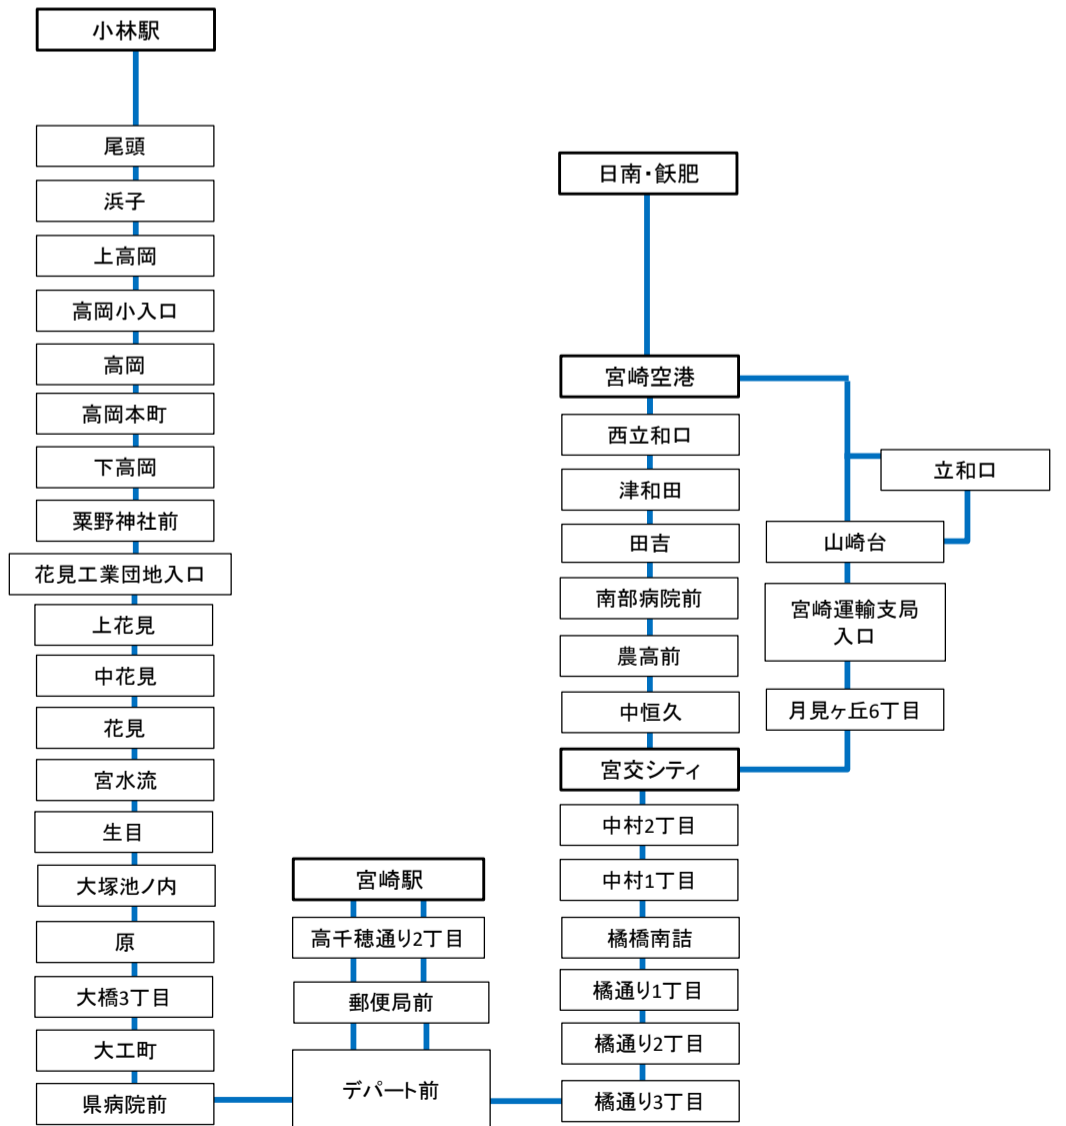 小林駅
尾頭
浜子
上高岡
高岡小入口
高岡
高岡本町
下高岡
粟野神社前
花見工業団地入口
上花見
中花見
花見
宮水流
生目
大塚池ノ内
原
大橋3丁目
大工町
県病院前
宮崎駅
高千穂通り2丁目
郵便局前
デパート前
日南・飫肥
宮崎空港
西立和口
津和田
田吉
南部病院前
農高前
中恒久
宮交シティ
中村2丁目
中村1丁目
橘橋南詰
橘通り1丁目
橘通り2丁目
橘通り3丁目
立和口
山崎台
宮崎運輸支局
入口
月見ヶ丘6丁目